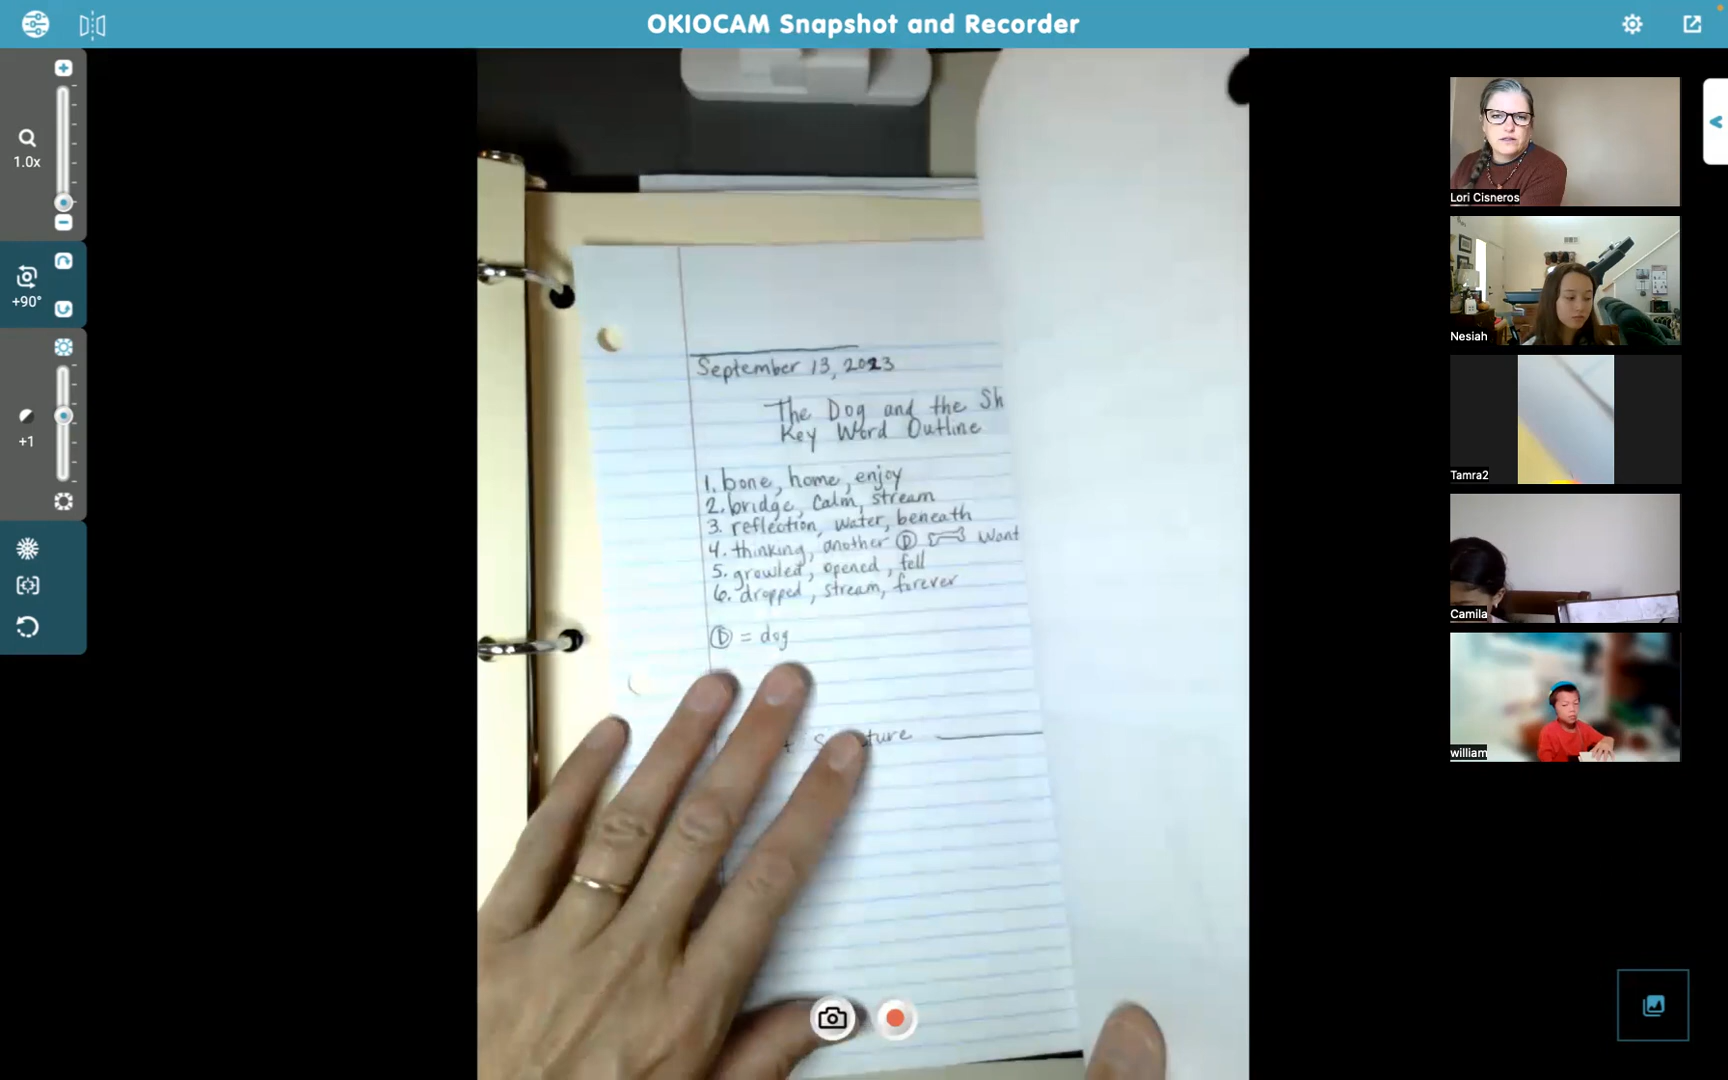 OKIOCAM Snapshot and Recorder
1.0x
+90°
+1
September 13, 2023
The Dog and the Sh
Key Word Outline
1. bone, home, enjoy
2. bridge, calm, stream
3. reflection, water, beneath
4. thinking, another D want
5. growled, opened, fell
6. dropped, stream, forever
D = dog
Lori Cisneros
Nesiah
Tamra2
Camila
william